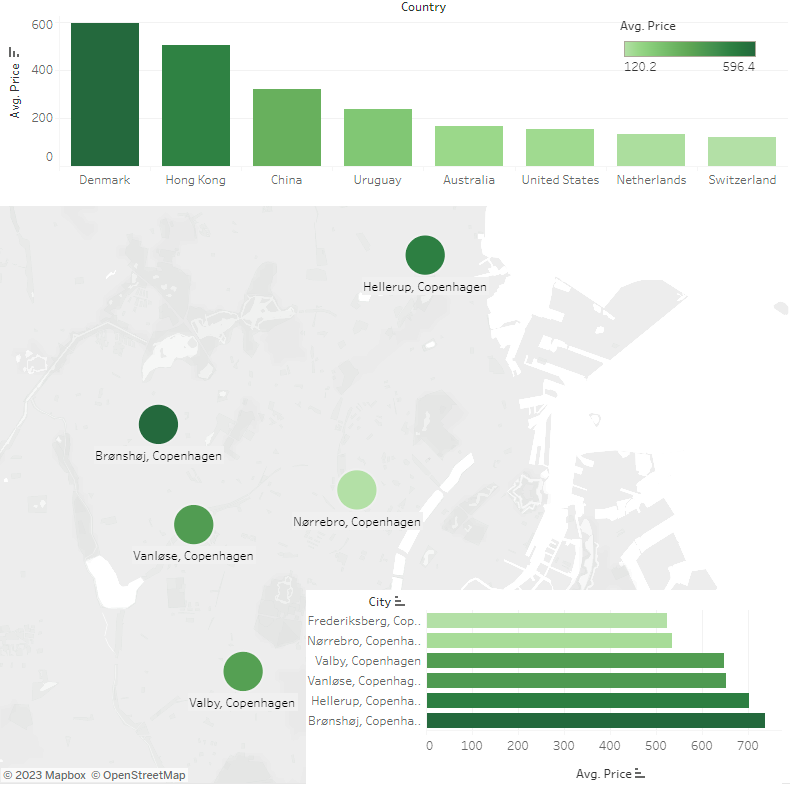 Country
Avg. Price
600
400
200
0
Avg. Price
120.2 596.4
Denmark Hong Kong China Uruguay Australia United States Netherlands Switzerland
Hellerup, Copenhagen
Brønshøj, Copenhagen
Nørrebro, Copenhagen
Vanløse, Copenhagen
Valby, Copenhagen
City
Frederiksberg, Cop..
Nørrebro, Copenha..
Valby, Copenhagen
Vanløse, Copenhag..
Hellerup, Copenha..
Brønshøj, Copenha..
0 100 200 300 400 500 600 700
Avg. Price
© 2023 Mapbox © OpenStreetMap